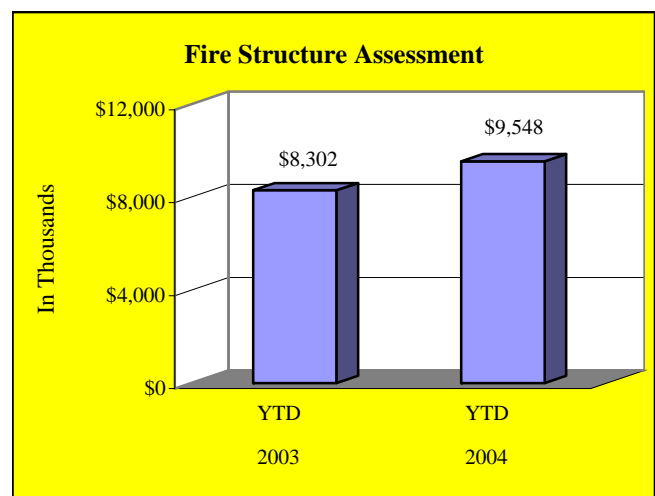 Fire Structure Assessment
$12,000
$8,000
$4,000
$0
In Thousands
$8,302
$9,548
YTD YTD
2003 2004